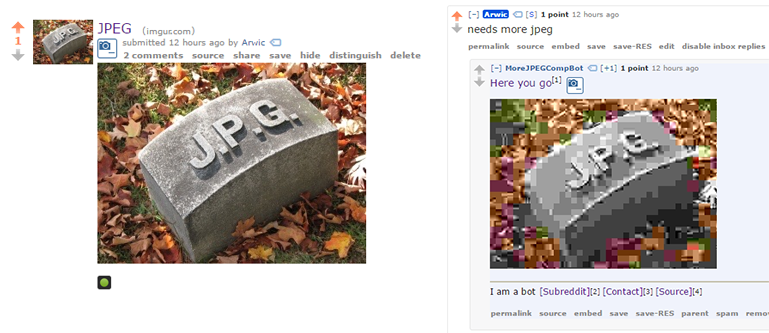 1
JPEG (imgur.com)
submitted 12 hours ago by Arwic
2 comments source share save hide distinguish delete
J.P.G.
[–] Arwic [S] 1 point 12 hours ago
needs more jpeg
permalink source embed save save-RES edit disable inbox replies
[–] MoreJPEGCompBot [+1] 1 point 12 hours ago
Here you go[1]
J.P.G.
I am a bot [Subreddit][2] [Contact][3] [Source][4]
permalink source embed save save-RES parent spam